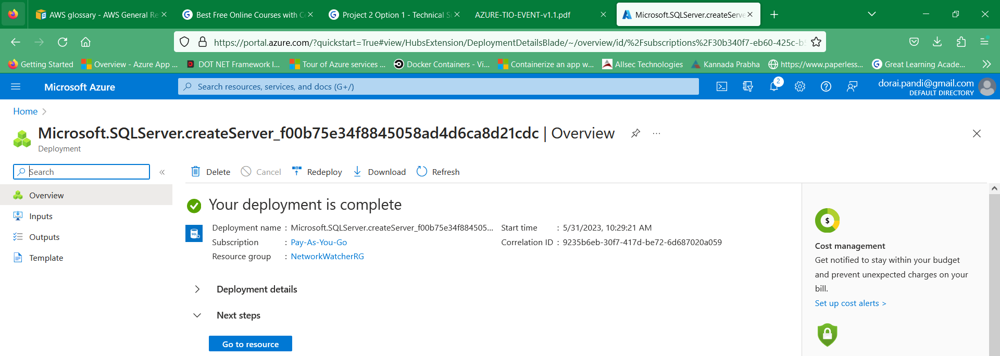 AWS glossary - AWS General Re
Best Free Online Courses with Ce
Project 2 Option 1 - Technical S
AZURE-TIO-EVENT-v1.1.pdf
Microsoft.SQLServer.createServe
https://portal.azure.com/?quickstart=True#view/HubsExtension/DeploymentDetailsBlade/~/overview/id/%2Fsubscriptions%2F30b340f7-eb60-425c-b
Getting Started
Overview - Azure App ...
DOT NET Framework I...
Tour of Azure services ...
Docker Containers - Vi...
Containerize an app w...
Allsec Technologies
Kannada Prabha
https://www.paperless...
Great Learning Acade...
Microsoft Azure
Search resources, services, and docs (G+/)
2
dorai.pandi@gmail.com
DEFAULT DIRECTORY
Home
Microsoft.SQLServer.createServer_f00b75e34f8845058ad4d6ca8d21cdc | Overview
Deployment
Search
Delete
Cancel
Redeploy
Download
Refresh
Overview
Inputs
Outputs
Template
Your deployment is complete
SQL
Deployment name : Microsoft.SQLServer.createServer_f00b75e34f884505...
Subscription : Pay-As-You-Go
Resource group : NetworkWatcherRG
Start time : 5/31/2023, 10:29:21 AM
Correlation ID : 9235b6eb-30f7-417d-be72-6d687020a059
Deployment details
Next steps
Go to resource
$
Cost management
Get notified to stay within your budget
and prevent unexpected charges on your
bill.
Set up cost alerts >